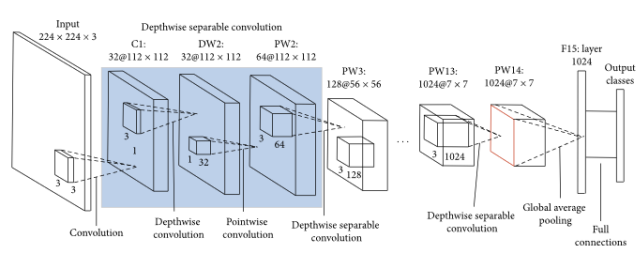 Depthwise separable convolution
Input
224 × 224 × 3
C1:
32@112 × 112
DW2:
32@112 × 112
PW2:
64@112 × 112
PW3:
128@56 × 56
PW13:
1024@7 × 7
PW14:
1024@7 × 7
F15: layer
1024
Output
classes
3
3
3
1
1
32
3
64
3
128
...
3
1024
Convolution
Depthwise
convolution
Pointwise
convolution
Depthwise separable
convolution
Depthwise separable
convolution
Global average
pooling
Full
connections